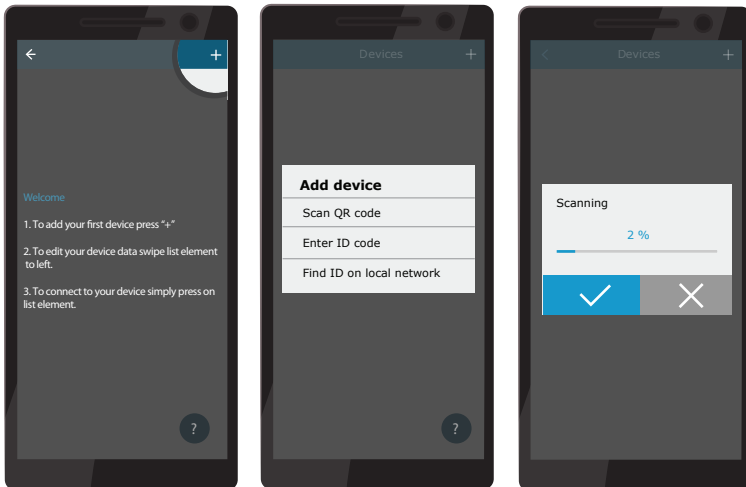 Welcome
1. To add your first device press “+”
2. To edit your device data swipe list element
to left.
3. To connect to your device simply press on
list element.
?
Devices
Add device
Scan QR code
Enter ID code
Find ID on local network
?
Devices
Scanning
2 %